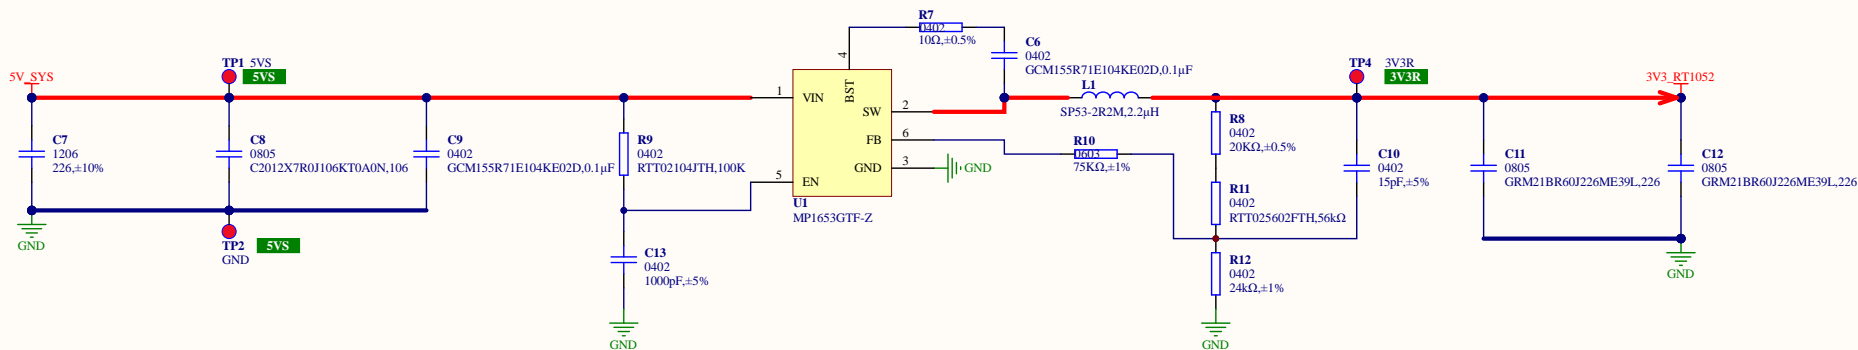 5V_SYS
TP1 5VS
5VS
C7
1206
226,±10%
GND
C8
0805
C2012X7R0J106KT0A0N,106
TP2
5VS
GND
C9
0402
GCM155R71E104KE02D,0.1μF
R9
0402
RTT02104JTH,100K
C13
0402
1000pF,±5%
GND
R7
0402
10Ω,±0.5%
C6
0402
GCM155R71E104KE02D,0.1μF
4
BST
1
VIN
SW
2
FB
6
GND
3
EN
5
U1
MP1653GTF-Z
GND
L1
SP53-2R2M,2.2μH
R10
0603
75KΩ,±1%
R8
0402
20KΩ,±0.5%
R11
0402
RTT025602FTH,56kΩ
R12
0402
24kΩ,±1%
GND
TP4 3V3R
3V3R
C10
0402
15pF,±5%
C11
0805
GRM21BR60J226ME39L,226
3V3_RT1052
C12
0805
GRM21BR60J226ME39L,226
GND